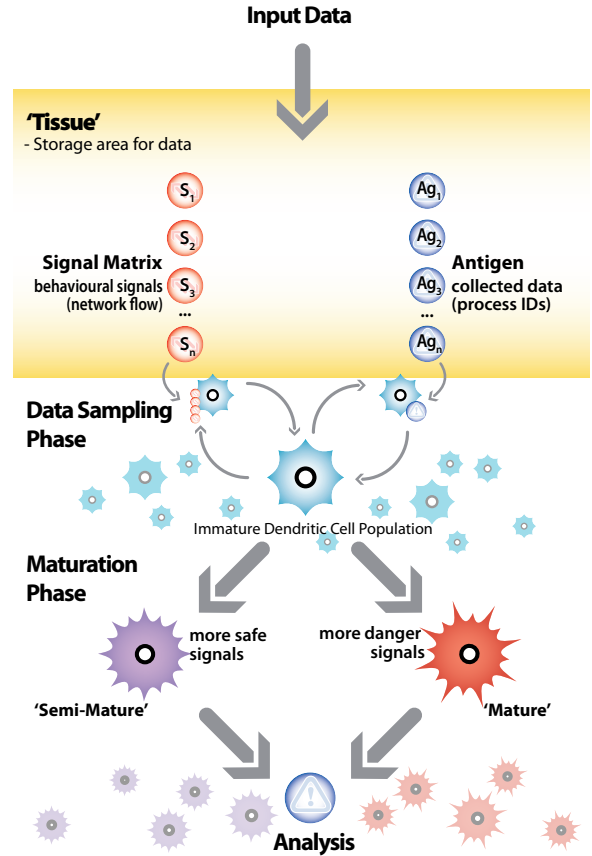 Input Data
'Tissue'
- Storage area for data
S1
Ag1
S2
Ag2
Signal Matrix
behavioural signals
(network flow)
S3
...
Sn
Antigen
collected data
(process IDs)
Ag3
...
Agn
Data Sampling
Phase
Immature Dendritic Cell Population
Maturation
Phase
more safe
signals
more danger
signals
'Semi-Mature'
'Mature'
Analysis